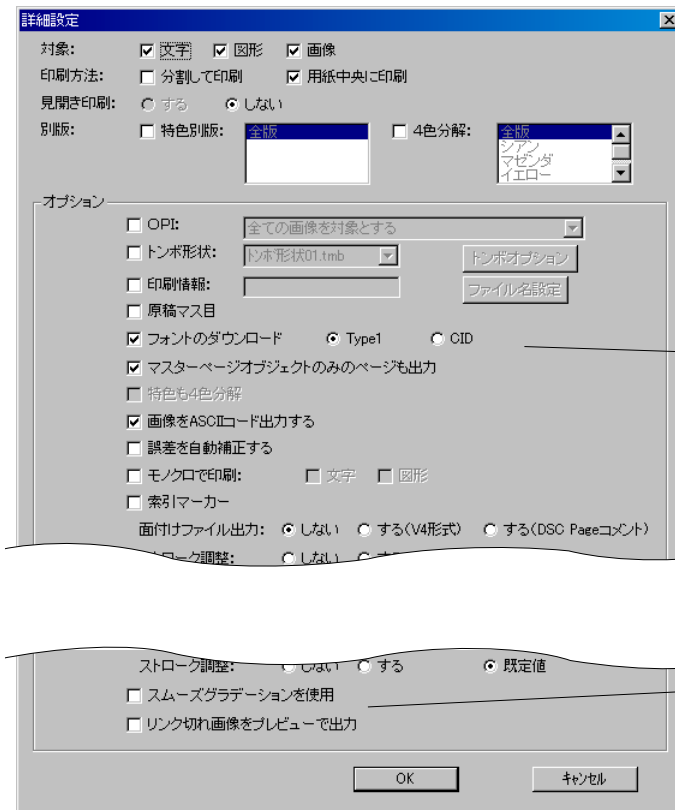 詳細設定
対象: 文字 図形 画像
印刷方法: 分割して印刷 用紙中央に印刷
見開き印刷: する しない
別版: 特色別版: 全版 4色分解: 全版
シアン
マゼンダ
イエロー
オプション
OPI: 全ての画像を対象とする
トンボ形状: トンボ形状01.tmb トンボオプション
印刷情報: ファイル名設定
原稿マス目
フォントのダウンロード Type1 CID
マスターページオブジェクトのみのページも出力
特色も4色分解
画像をASCIIコード出力する
誤差を自動補正する
モノクロで印刷: 文字 図形
索引マーカー
面付けファイル出力: しない する(V4形式) する(DSC Pageコメント)
ストローク調整: しない
ストローク調整: しない する 既定値
スムーズグラデーションを使用
リンク切れ画像をプレビューで出力
OK キャンセル